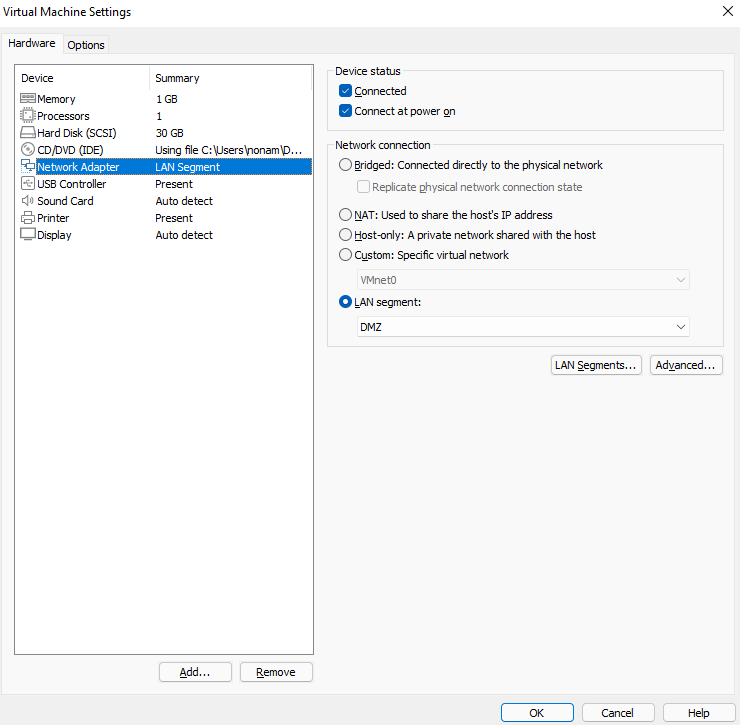 Virtual Machine Settings
Hardware Options
Device Summary
Memory 1 GB
Processors 1
Hard Disk (SCSI) 30 GB
CD/DVD (IDE) Using file C:\Users\nonam\D...
Network Adapter LAN Segment
USB Controller Present
Sound Card Auto detect
Printer Present
Display Auto detect
Add...
Remove
Device status
Connected
Connect at power on
Network connection
Bridged: Connected directly to the physical network
Replicate physical network connection state
NAT: Used to share the host's IP address
Host-only: A private network shared with the host
Custom: Specific virtual network
VMnet0
LAN segment:
DMZ
LAN Segments... Advanced...
OK Cancel Help